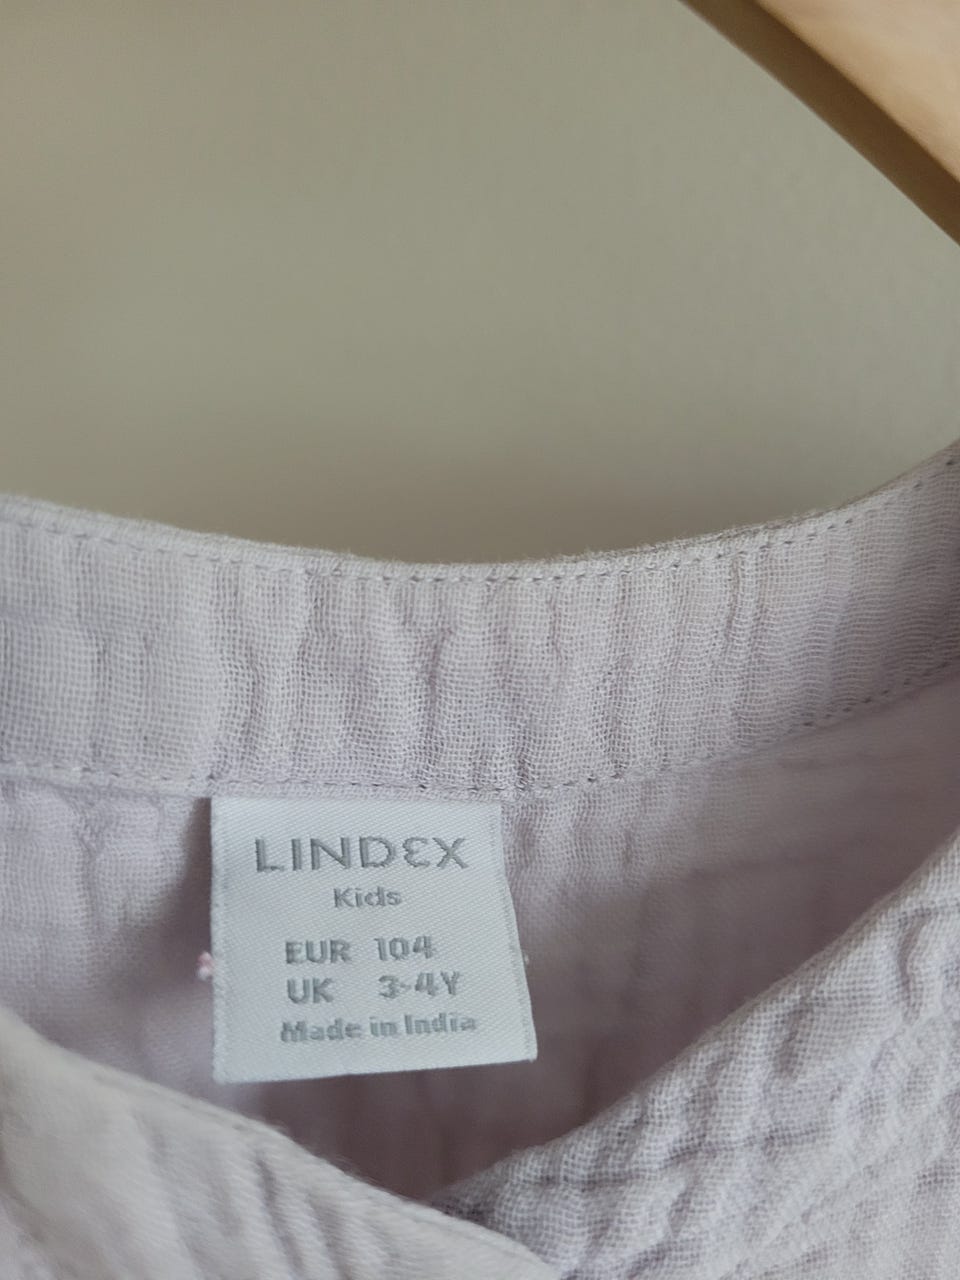 LINDEX
Kids
EUR 104
UK 3-4Y
Made in India